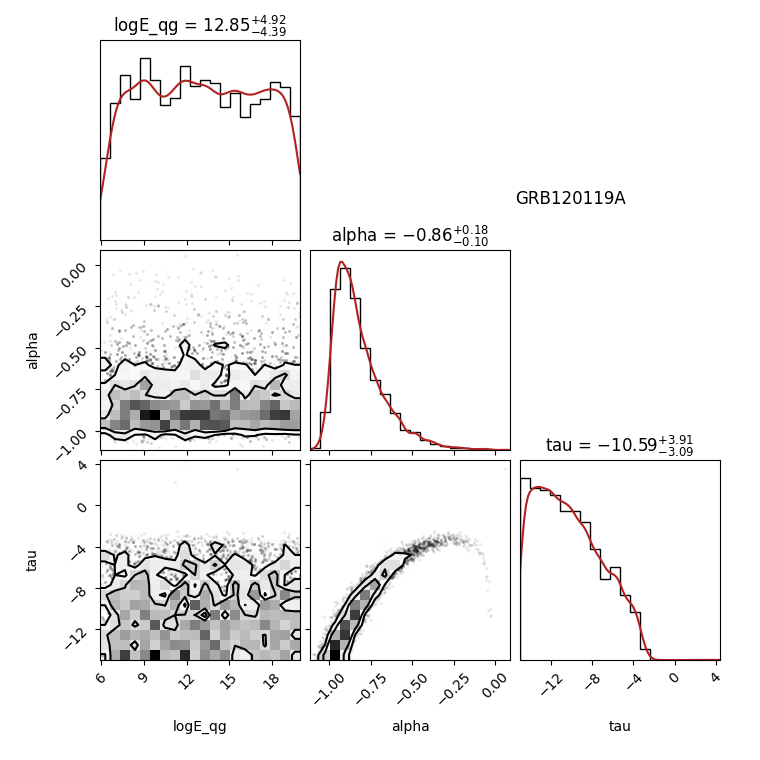 logE_qg = 12.85 +4.92 −4.39
GRB120119A
alpha = −0.86 +0.18 −0.10
0.00
−0.25
−0.50
−0.75
−1.00
alpha
tau = −10.59 +3.91 −3.09
4
0
−4
−8
−12
tau
6 9 12 15 18
−1.00 −0.75 −0.50 −0.25 0.00
−12 −8 −4 0 4
logE_qg alpha tau